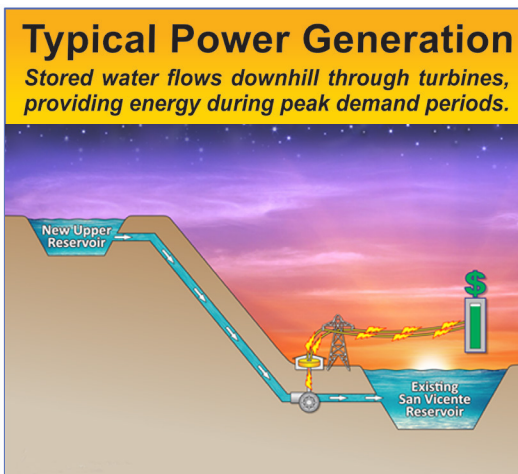 Typical Power Generation
Stored water flows downhill through turbines,
providing energy during peak demand periods.
New Upper
Reservoir
$
Existing
San Vicente
Reservoir